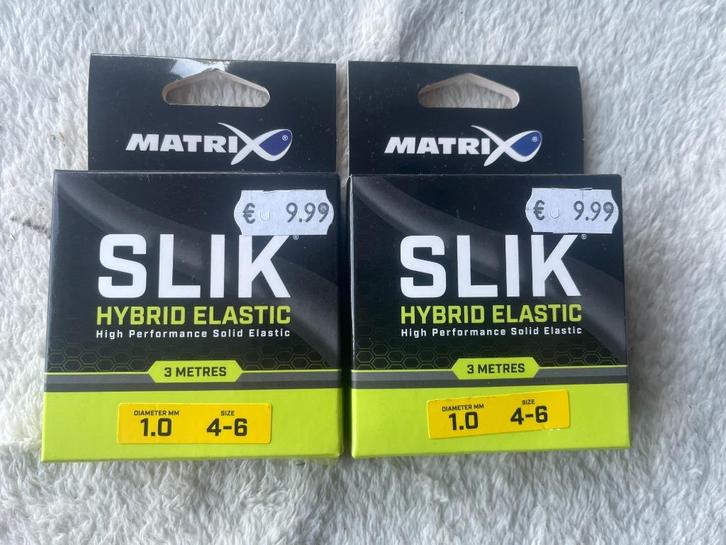 MATRIX®
€ 9.99
SLIK®
HYBRID ELASTIC
High Performance Solid Elastic
3 METRES
DIAMETER MM SIZE
1.0 4-6
MATRIX®
€ 9.99
SLIK®
HYBRID ELASTIC
High Performance Solid Elastic
3 METRES
DIAMETER MM SIZE
1.0 4-6